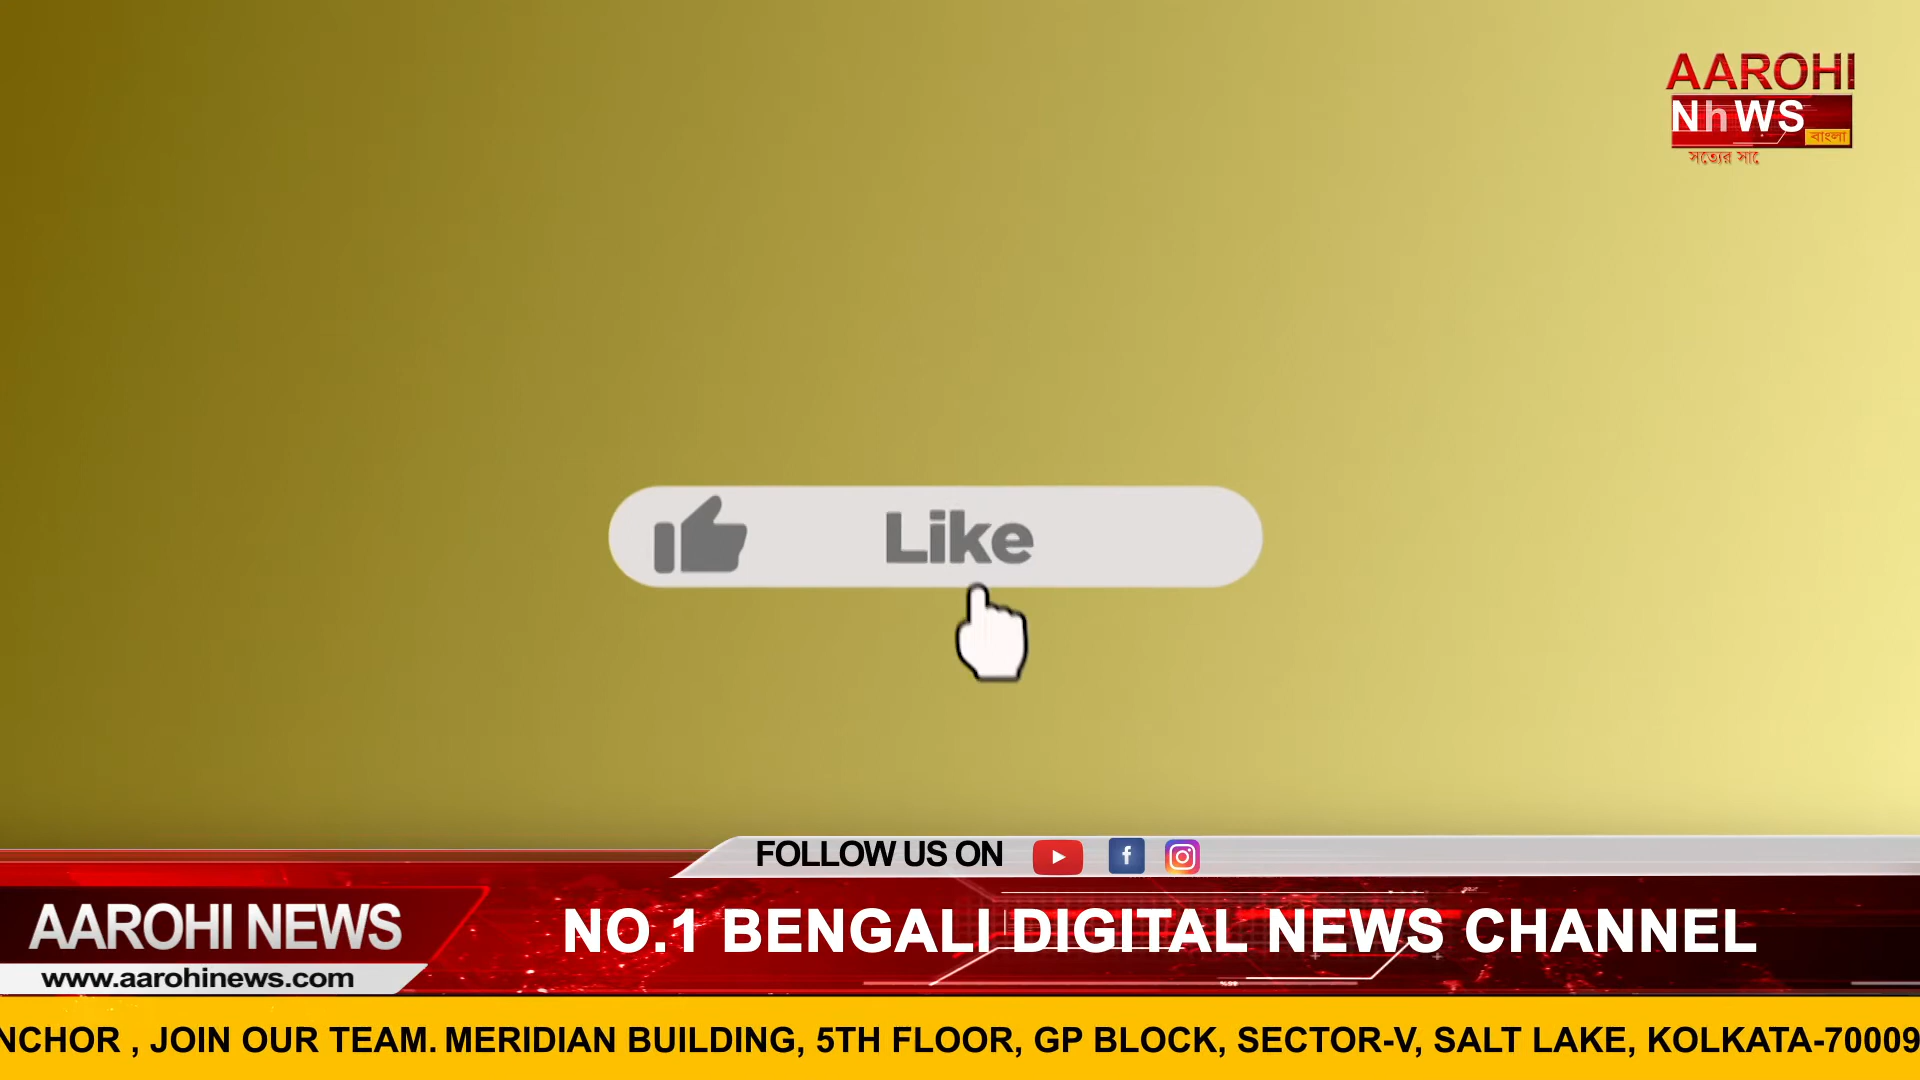 AAROHI
NhWS
বাংলা
সত্যের সাে
Like
FOLLOW US ON
AAROHI NEWS
NO.1 BENGALI DIGITAL NEWS CHANNEL
www.aarohinews.com
NCHOR , JOIN OUR TEAM. MERIDIAN BUILDING, 5TH FLOOR, GP BLOCK, SECTOR-V, SALT LAKE, KOLKATA-70009